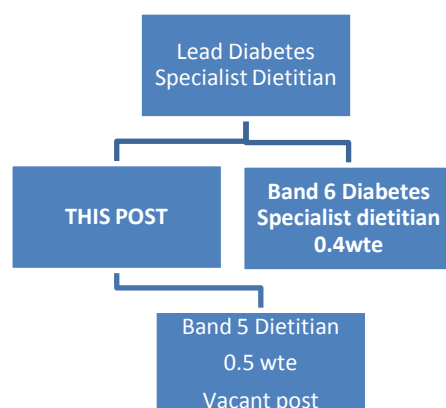 Lead Diabetes
Specialist Dietitian
THIS POST
Band 6 Diabetes
Specialist dietitian
0.4wte
Band 5 Dietitian
0.5 wte
Vacant post